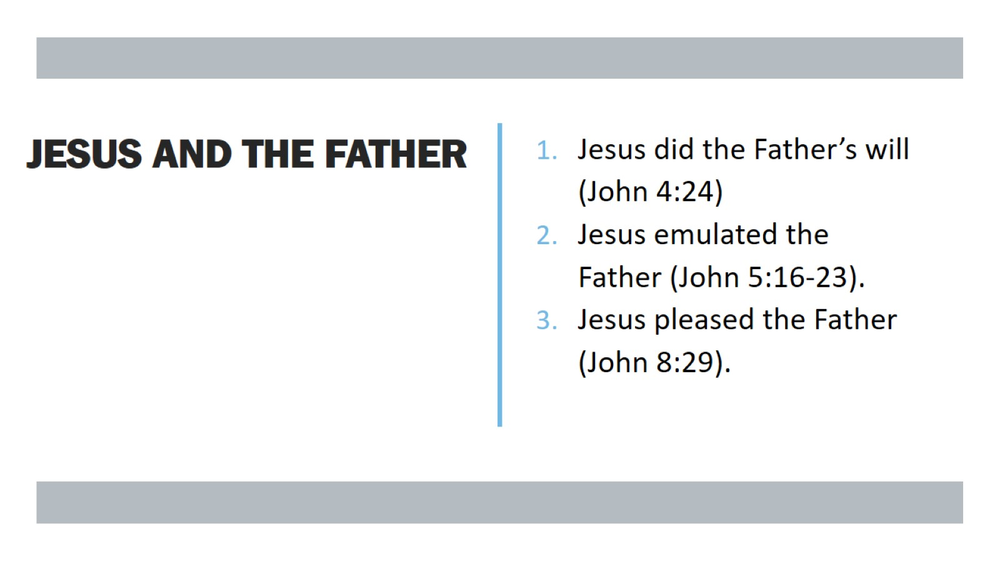 JESUS AND THE FATHER
1. Jesus did the Father’s will
(John 4:24)
2. Jesus emulated the
Father (John 5:16-23).
3. Jesus pleased the Father
(John 8:29).